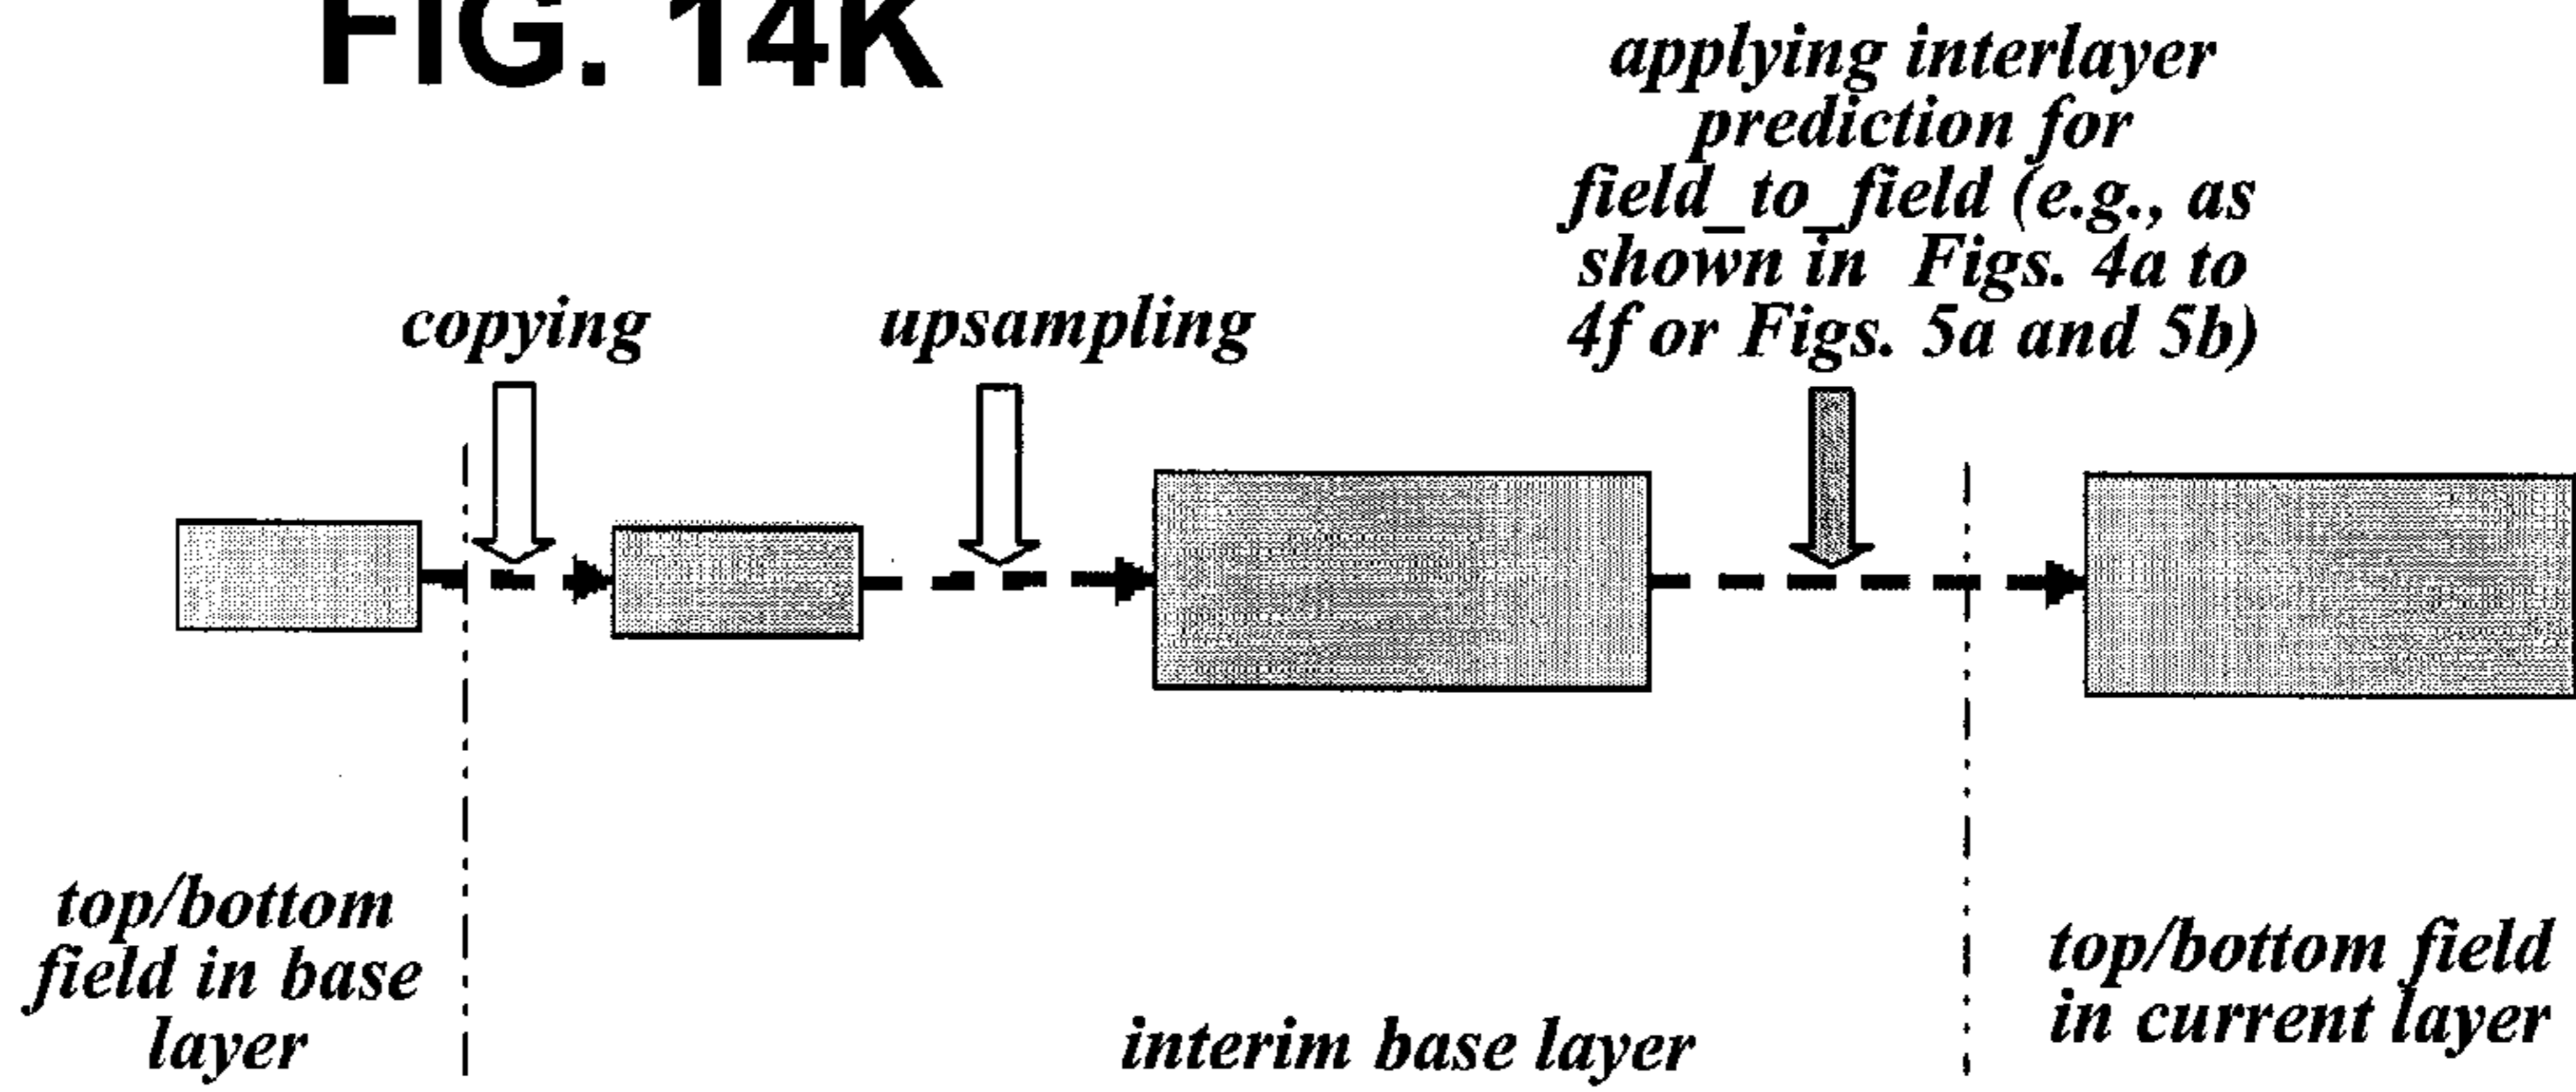 FIG. 14K
applying interlayer
prediction for
field_to_field (e.g., as
shown in Figs. 4a to
4f or Figs. 5a and 5b)
copying
upsampling
top/bottom
field in base
layer
interim base layer
top/bottom field
in current layer